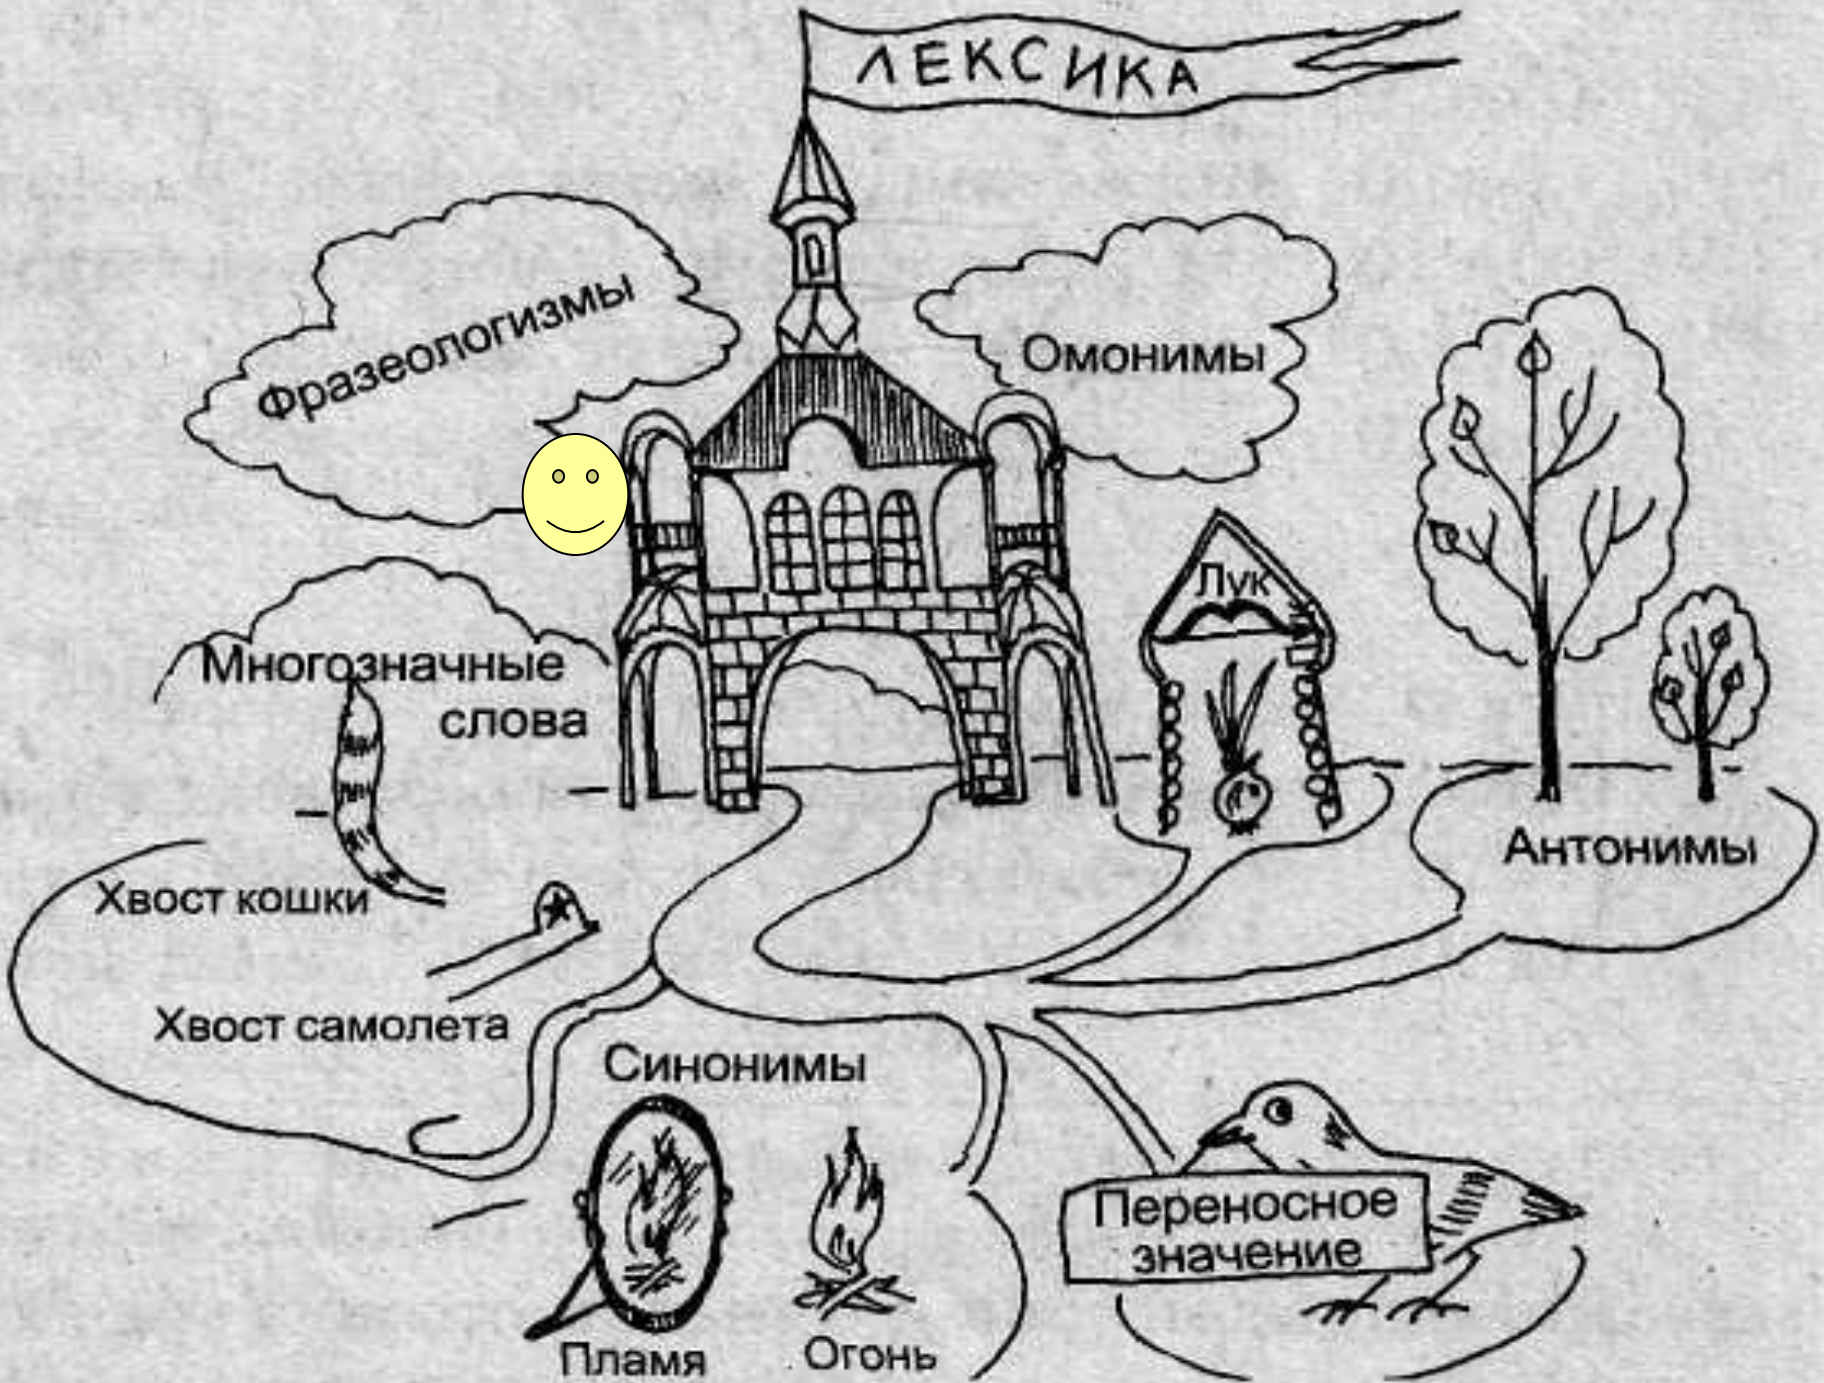 ЛЕКСИКА
Фразеологизмы
Омонимы
Лук
Многозначные
слова
Антонимы
Хвост кошки
Хвост самолета
Синонимы
Переносное
значение
Пламя
Огонь